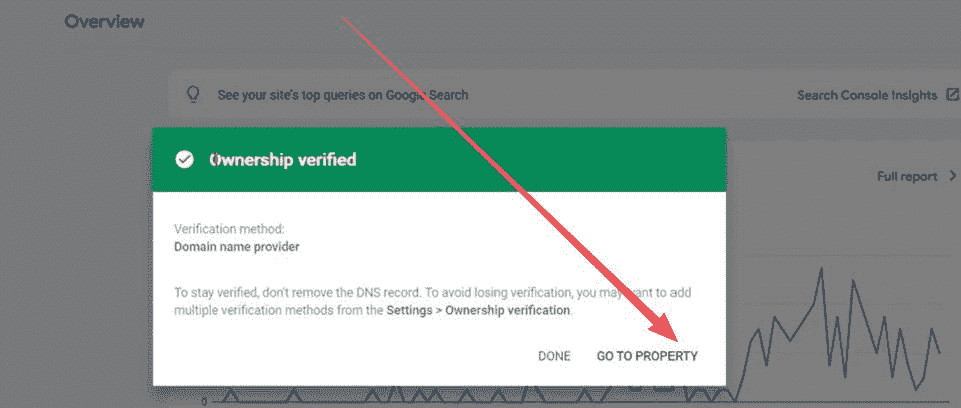 Overview
See your site's top queries on Google Search
Search Console Insights
Ownership verified
Full report
Verification method:
Domain name provider
To stay verified, don't remove the DNS record. To avoid losing verification, you may want to add
multiple verification methods from the Settings > Ownership verification.
DONE
GO TO PROPERTY
0